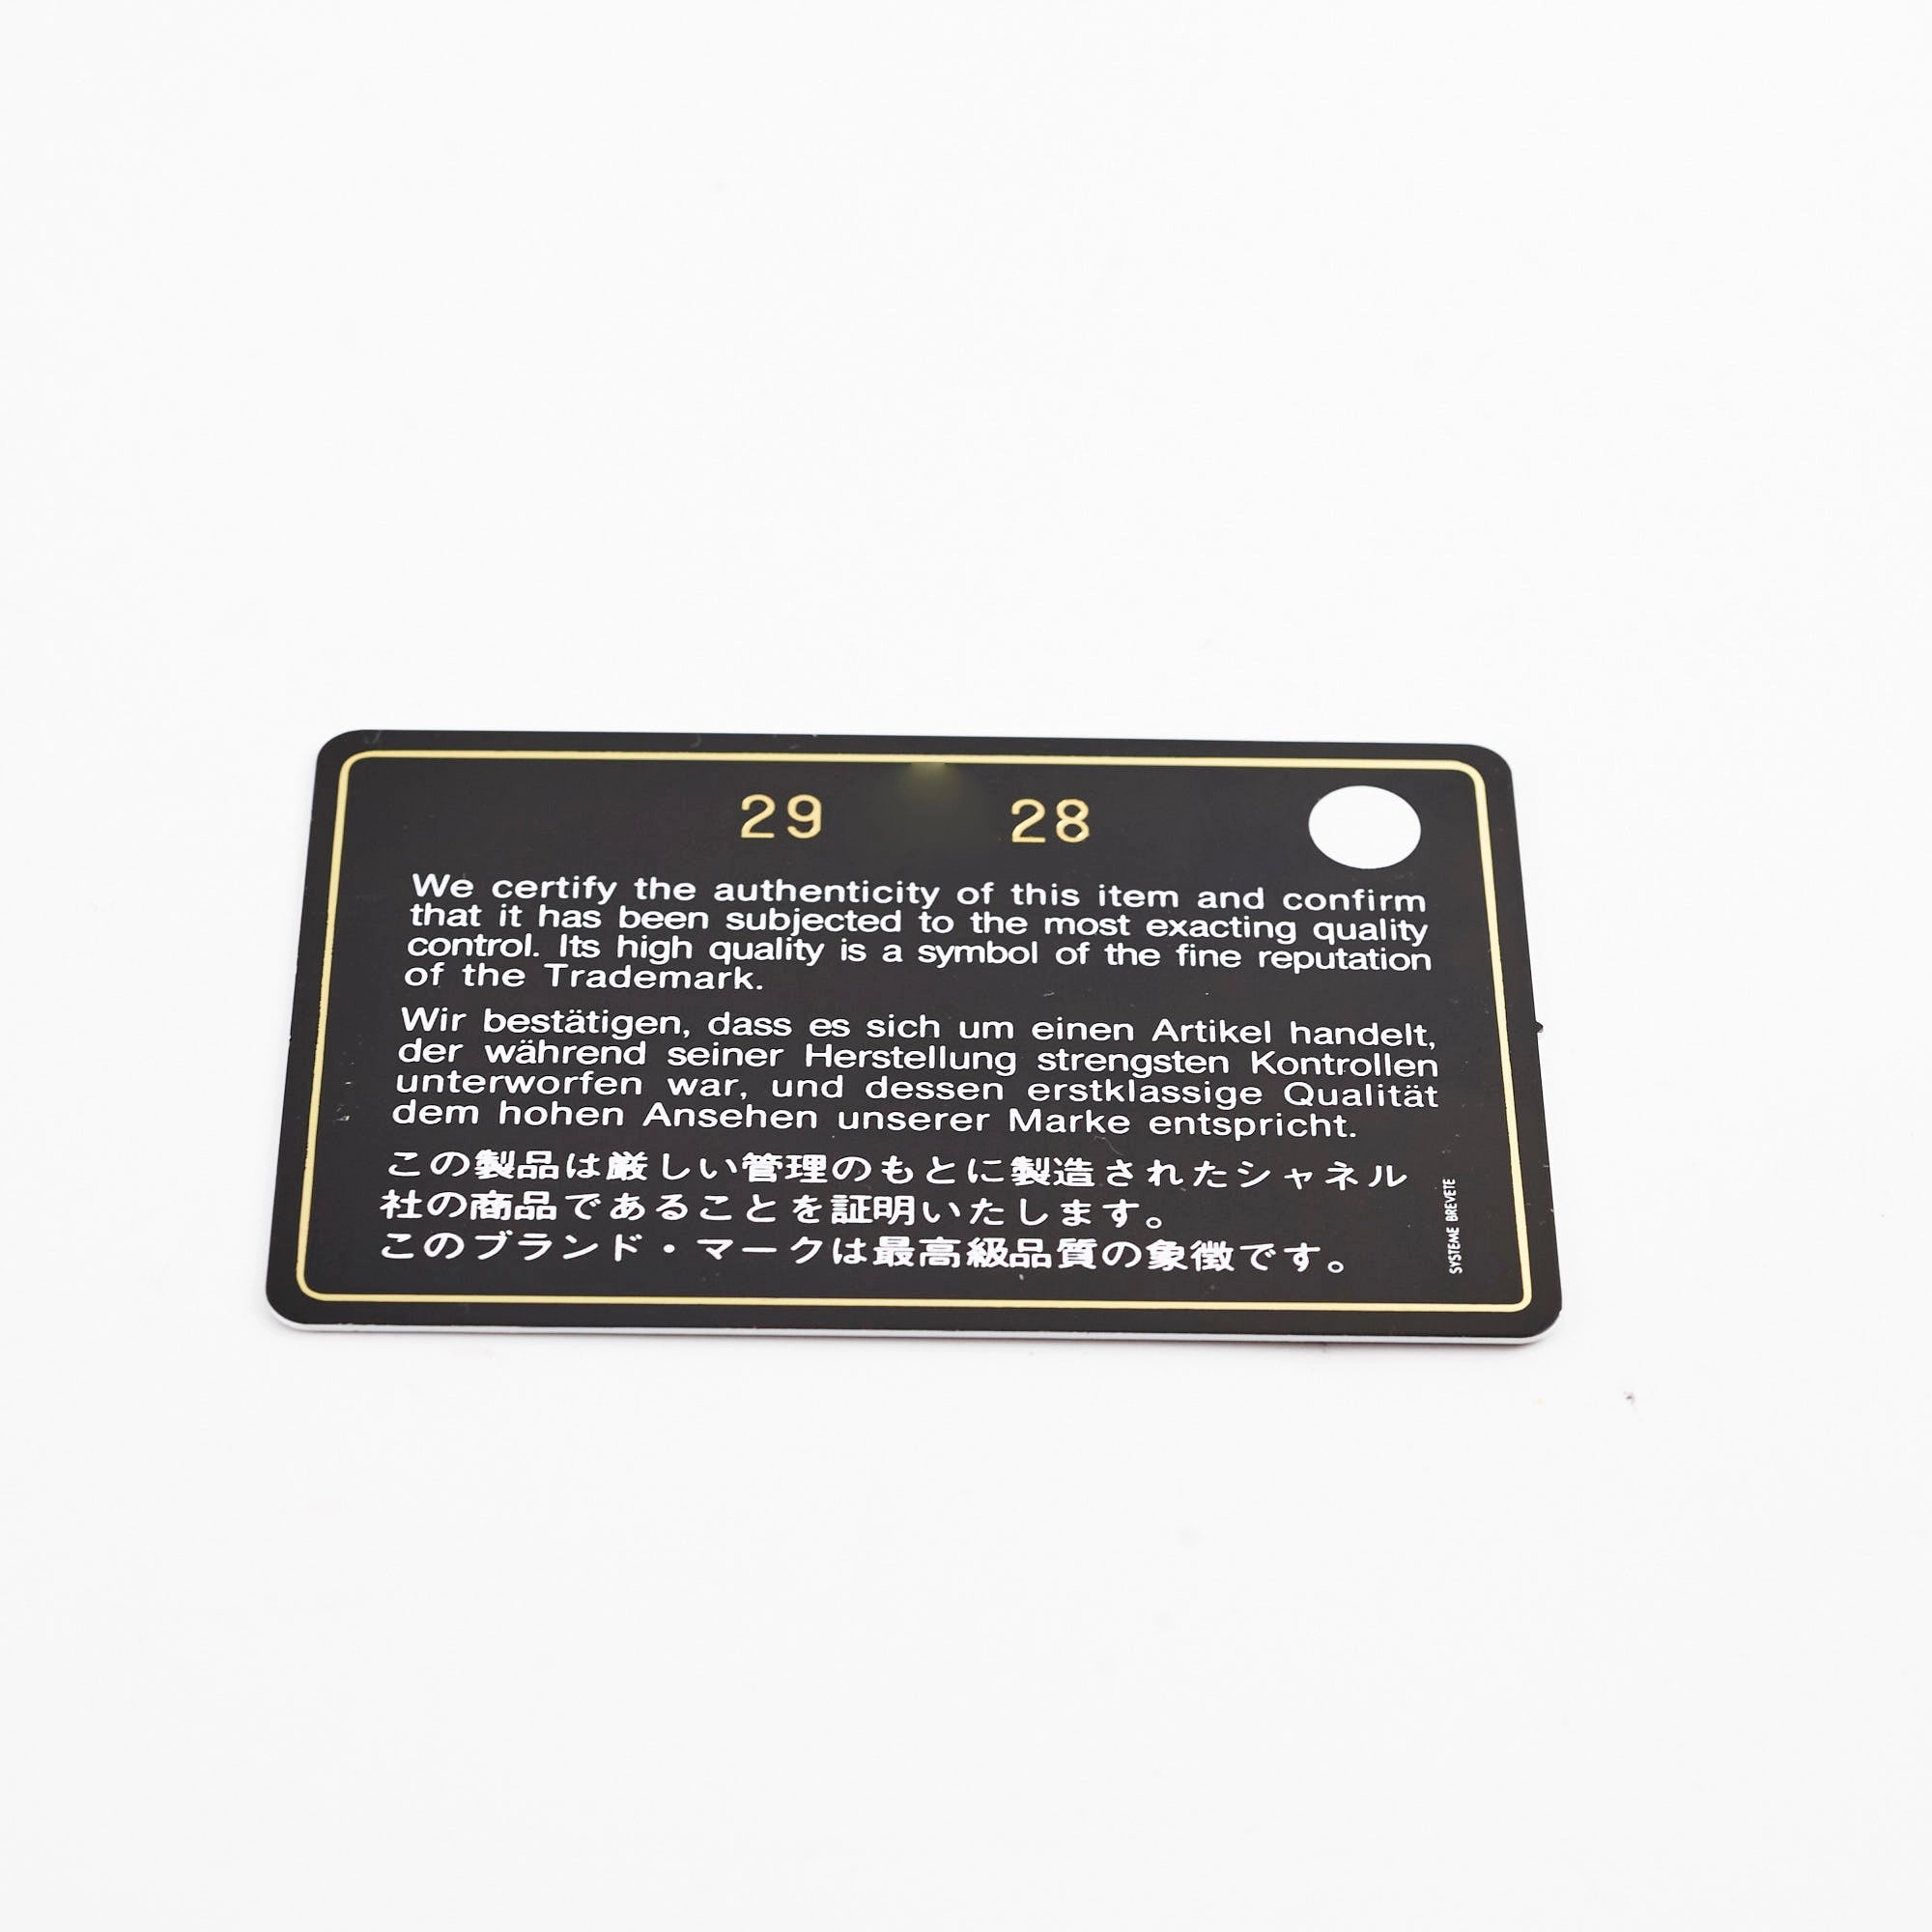 29 28
We certify the authenticity of this item and confirm
that it has been subjected to the most exacting quality
control. Its high quality is a symbol of the fine reputation
of the Trademark.
Wir bestätigen, dass es sich um einen Artikel handelt,
der während seiner Herstellung strengsten Kontrollen
unterworfen war, und dessen erstklassige Qualität
dem hohen Ansehen unserer Marke entspricht.
この製品は厳しい管理のもとに製造されたシャネル
社の商品であることを証明いたします。
このブランド・マークは最高級品質の象徴です。
SYSTEME BREVETE